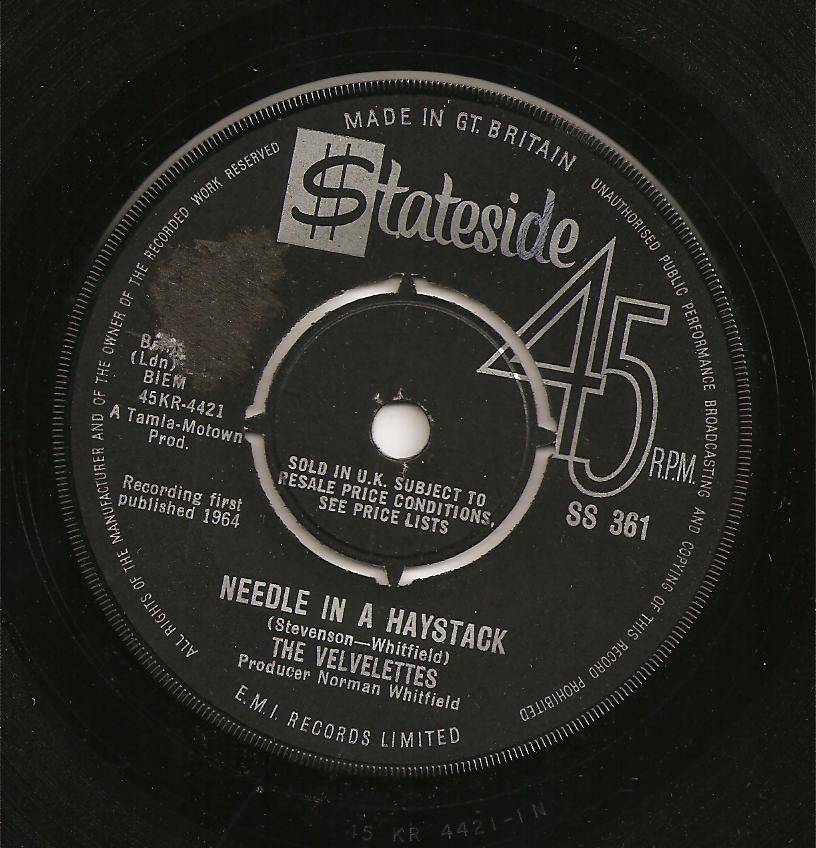 MADE IN GT. BRITAIN
$tateside
45
R.P.M.
SS 361
(Ldn)
BIEM
45KR-4421
A Tamla-Motown
Prod.
Recording first
published 1964
SOLD IN U.K. SUBJECT TO
RESALE PRICE CONDITIONS,
SEE PRICE LISTS
NEEDLE IN A HAYSTACK
(Stevenson—Whitfield)
THE VELVELETTES
Producer Norman Whitfield
E.M.I. RECORDS LIMITED
ALL RIGHTS OF THE MANUFACTURER AND OF THE OWNER OF THE RECORDED WORK RESERVED
UNAUTHORISED PUBLIC PERFORMANCE BROADCASTING AND COPYING OF THIS RECORD PROHIBITED
45 KR 4421-1N